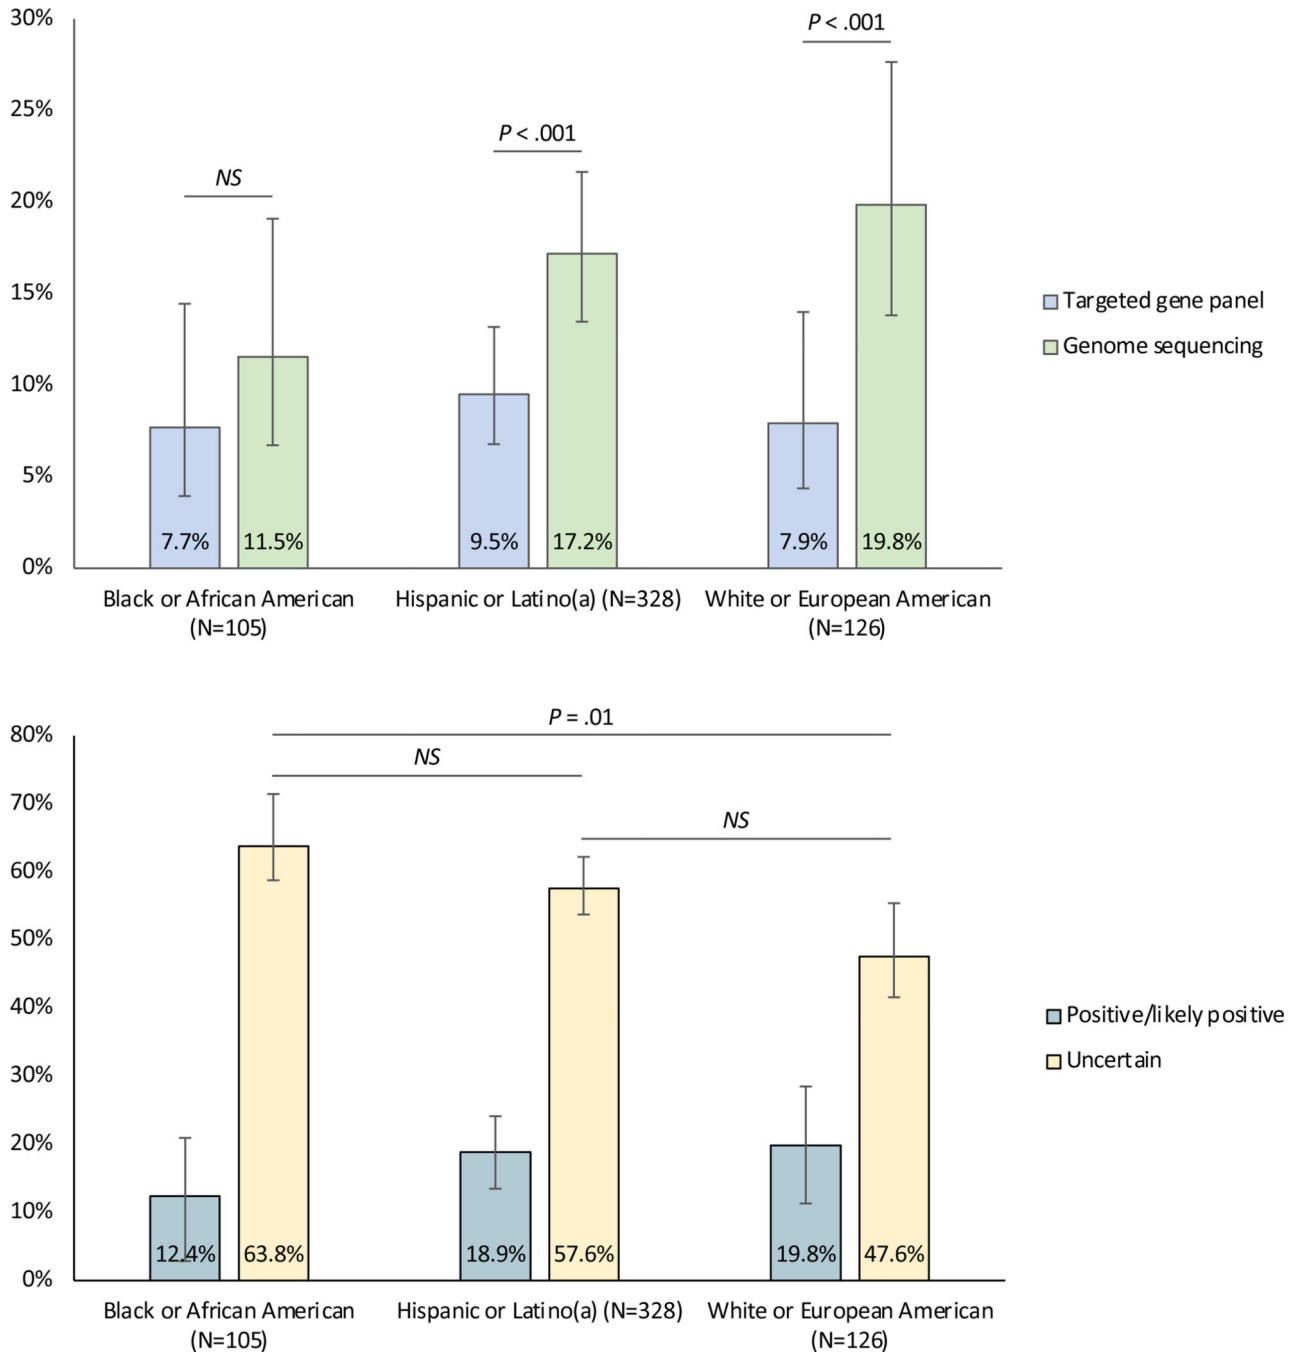 30%
P < .001
25%
P < .001
NS
20%
15%
Targeted gene panel
Genome sequencing
10%
5%
7.7% 11.5% 9.5% 17.2% 7.9% 19.8%
0%
Black or African American Hispanic or Latino(a) (N=328) White or European American
(N=105) (N=126)
P = .01
80%
NS
70%
NS
60%
50%
40%
Positive/likely positive
Uncertain
30%
20%
10%
12.4% 63.8% 18.9% 57.6% 19.8% 47.6%
0%
Black or African American Hispanic or Latino(a) (N=328) White or European American
(N=105) (N=126)